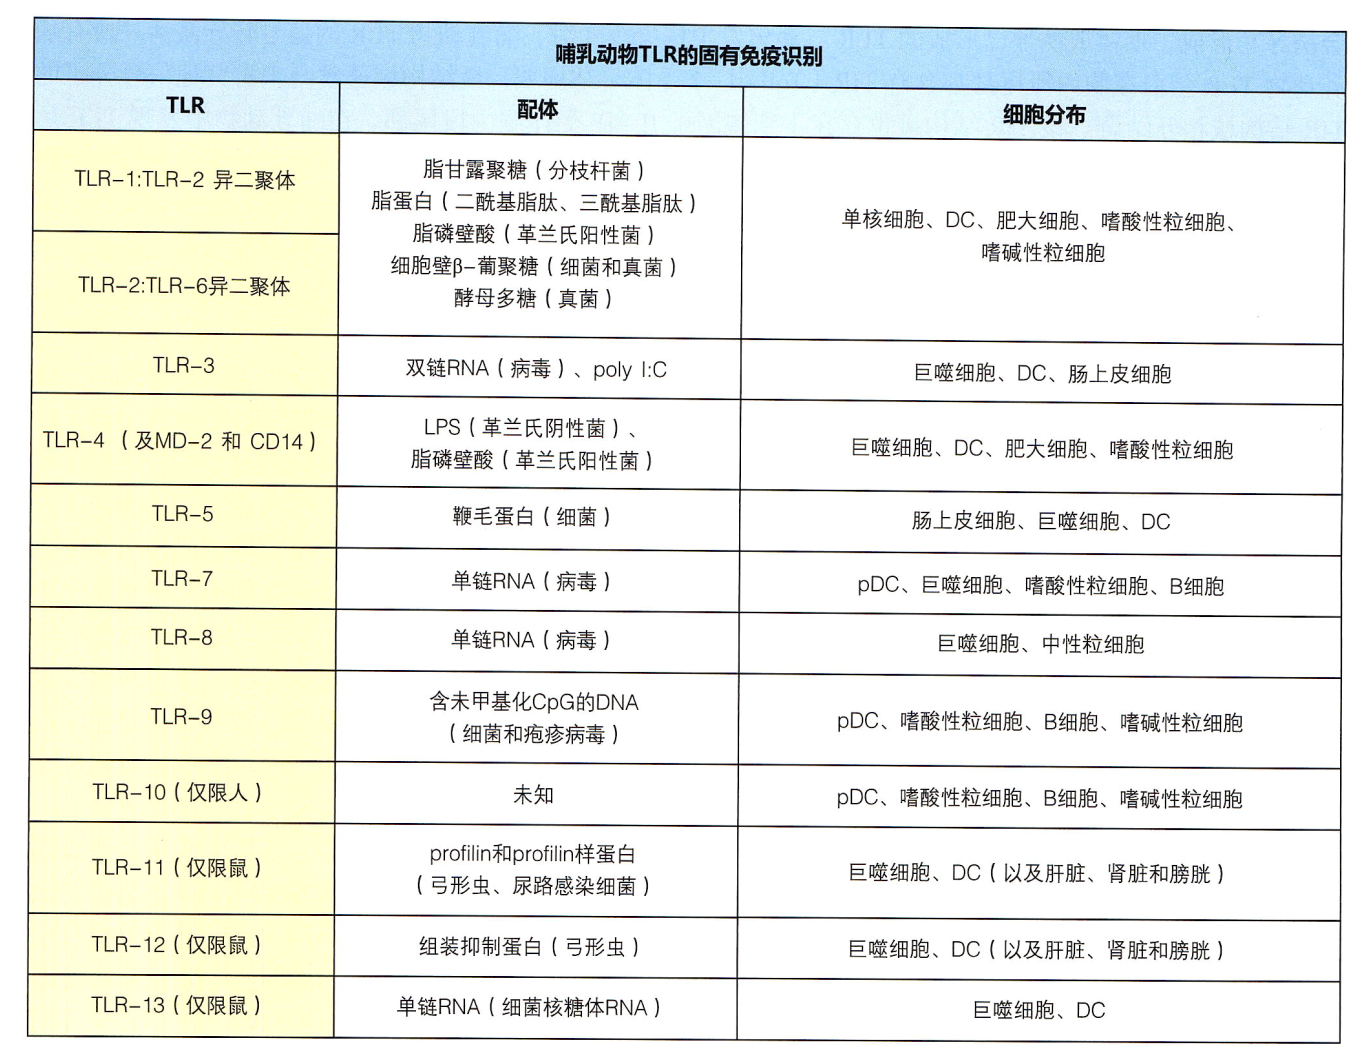 哺乳动物TLR的固有免疫识别
TLR
配体
细胞分布
TLR-1:TLR-2 异二聚体
TLR-2:TLR-6异二聚体
脂甘露聚糖（分枝杆菌）
脂蛋白（二酰基脂肽、三酰基脂肽）
脂磷壁酸（革兰氏阳性菌）
细胞壁β-葡聚糖（细菌和真菌）
酵母多糖（真菌）
单核细胞、DC、肥大细胞、嗜酸性粒细胞、
嗜碱性粒细胞
TLR-3
双链RNA（病毒）、poly I:C
巨噬细胞、DC、肠上皮细胞
TLR-4 （及MD-2 和 CD14）
LPS（革兰氏阴性菌）、
脂磷壁酸（革兰氏阳性菌）
巨噬细胞、DC、肥大细胞、嗜酸性粒细胞
TLR-5
鞭毛蛋白（细菌）
肠上皮细胞、巨噬细胞、DC
TLR-7
单链RNA（病毒）
pDC、巨噬细胞、嗜酸性粒细胞、B细胞
TLR-8
单链RNA（病毒）
巨噬细胞、中性粒细胞
TLR-9
含未甲基化CpG的DNA
（细菌和疱疹病毒）
pDC、嗜酸性粒细胞、B细胞、嗜碱性粒细胞
TLR-10（仅限人）
未知
pDC、嗜酸性粒细胞、B细胞、嗜碱性粒细胞
TLR-11（仅限鼠）
profilin和profilin样蛋白
（弓形虫、尿路感染细菌）
巨噬细胞、DC（以及肝脏、肾脏和膀胱）
TLR-12（仅限鼠）
组装抑制蛋白（弓形虫）
巨噬细胞、DC（以及肝脏、肾脏和膀胱）
TLR-13（仅限鼠）
单链RNA（细菌核糖体RNA）
巨噬细胞、DC